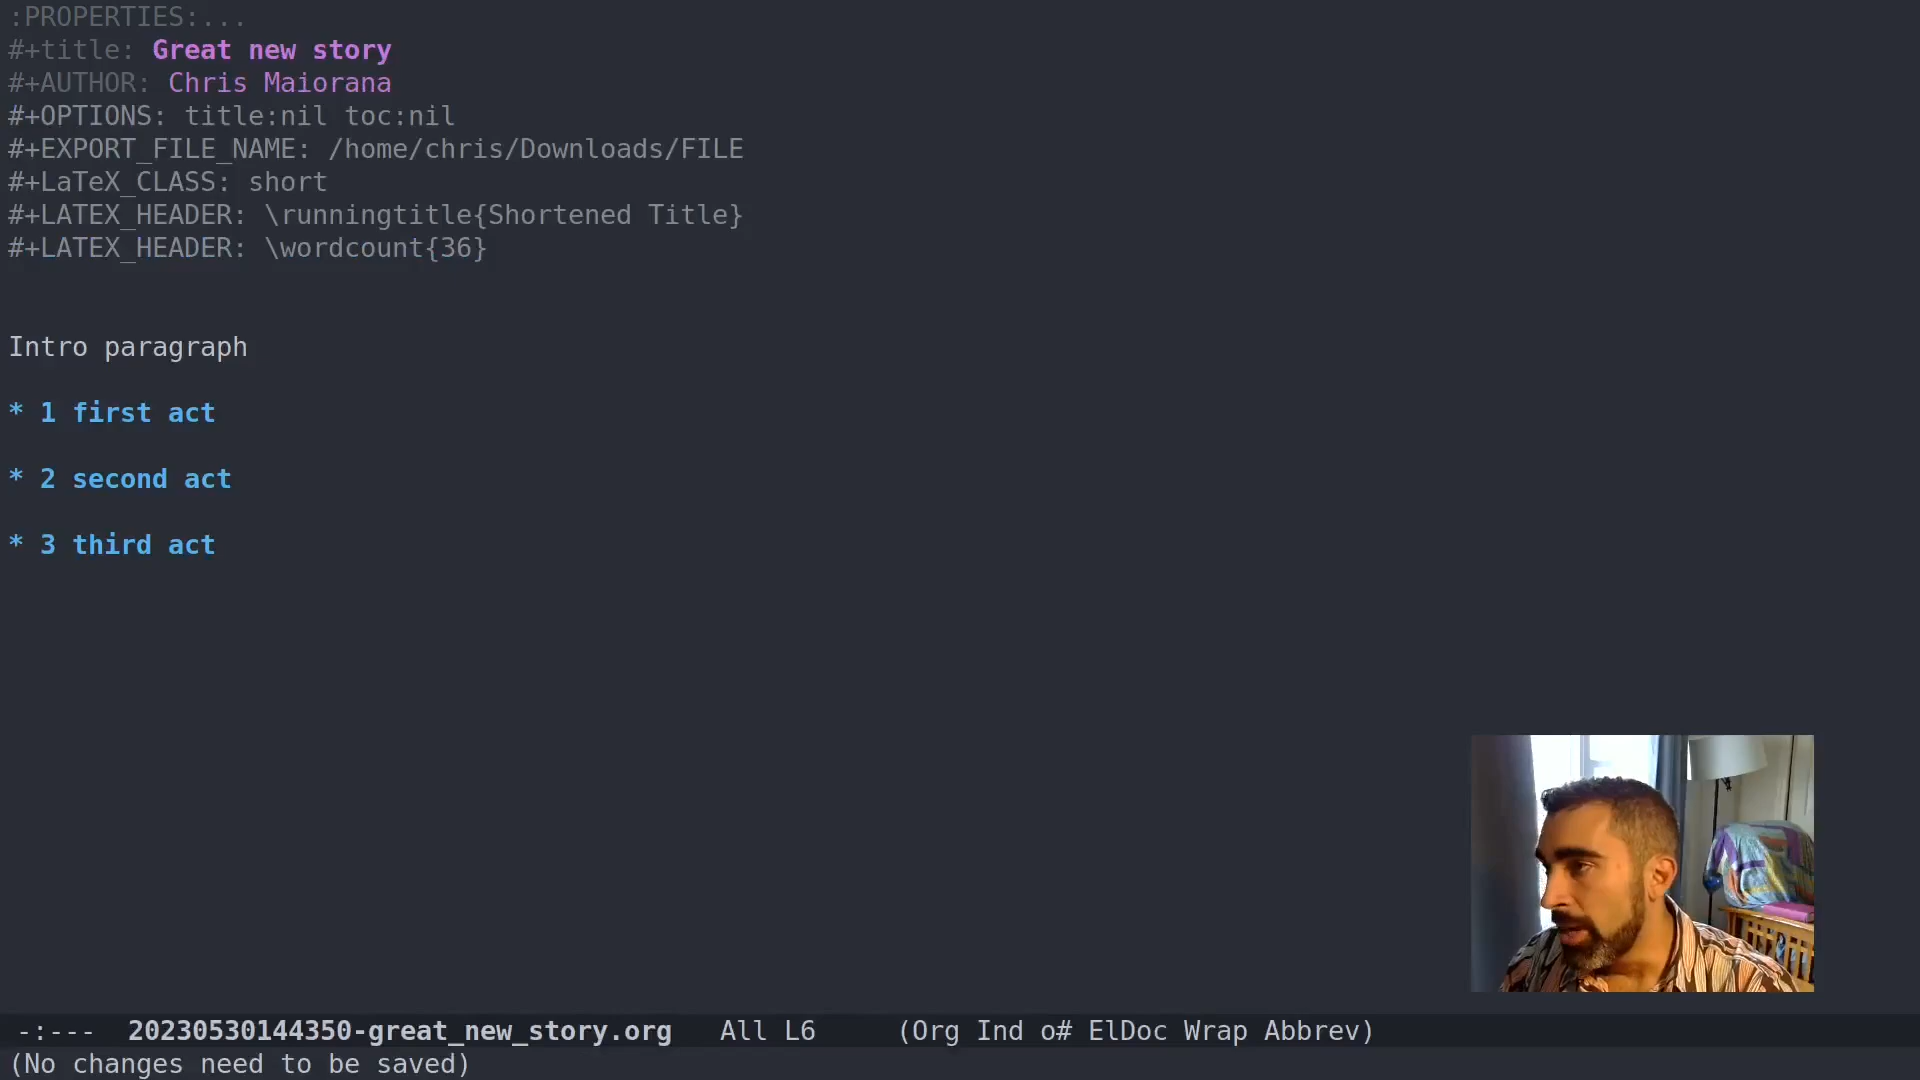 :PROPERTIES:...
#+title: Great new story
#+AUTHOR: Chris Maiorana
#+OPTIONS: title:nil toc:nil
#+EXPORT_FILE_NAME: /home/chris/Downloads/FILE
#+LaTeX_CLASS: short
#+LATEX_HEADER: \runningtitle{Shortened Title}
#+LATEX_HEADER: \wordcount{36}
Intro paragraph
* 1 first act
* 2 second act
* 3 third act
-:--- 20230530144350-great_new_story.org All L6 (Org Ind o# ElDoc Wrap Abbrev)
(No changes need to be saved)